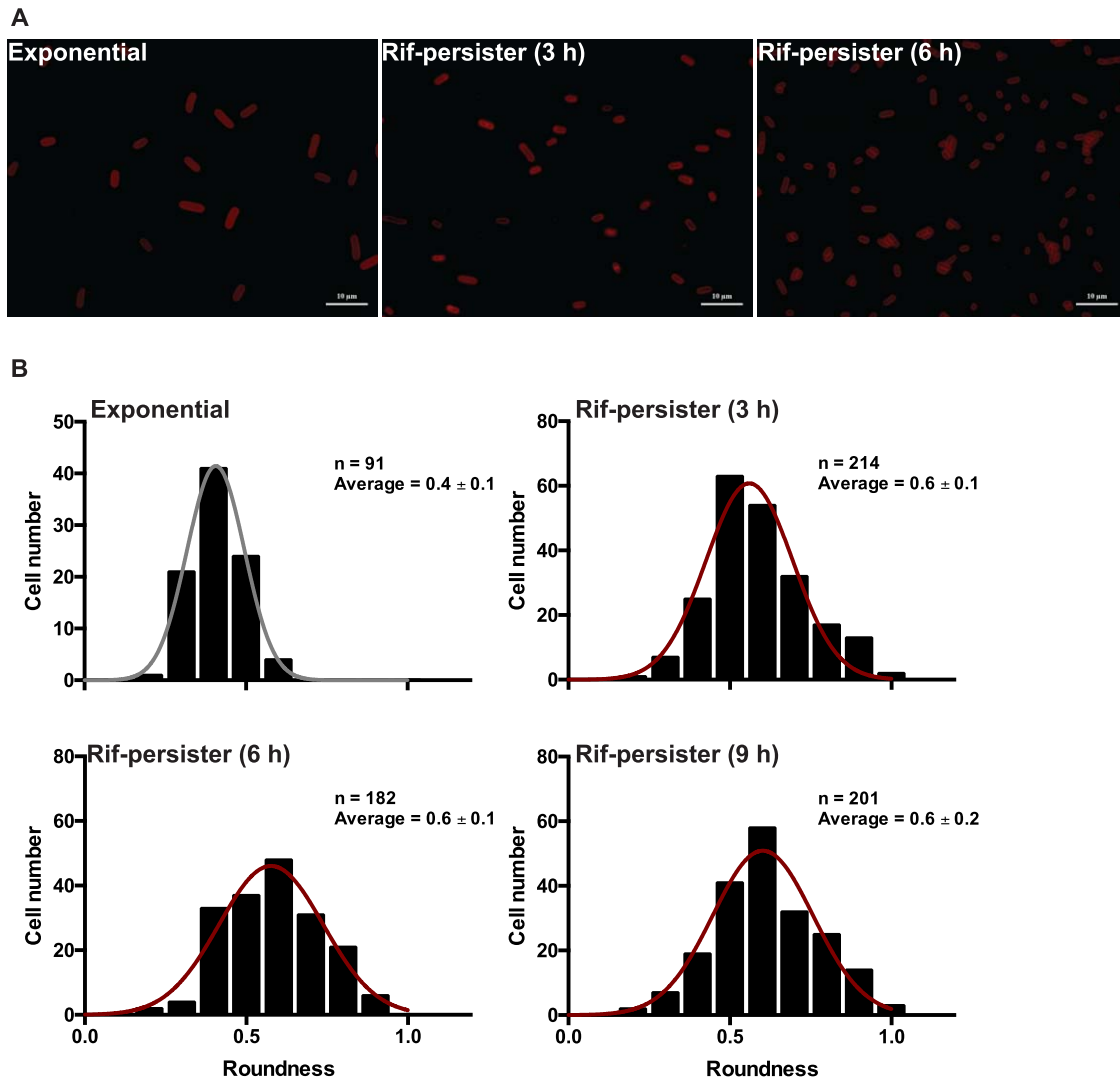 A
Exponential
Rif-persister (3 h)
Rif-persister (6 h)
10 µm
10 µm
10 µm
B
Exponential
n = 91
Average = 0.4 ± 0.1
Cell number
50
40
30
20
10
0
Rif-persister (3 h)
n = 214
Average = 0.6 ± 0.1
Cell number
80
60
40
20
0
Rif-persister (6 h)
n = 182
Average = 0.6 ± 0.1
Cell number
80
60
40
20
0
0.0 0.5 1.0
Roundness
Rif-persister (9 h)
n = 201
Average = 0.6 ± 0.2
Cell number
80
60
40
20
0
0.0 0.5 1.0
Roundness